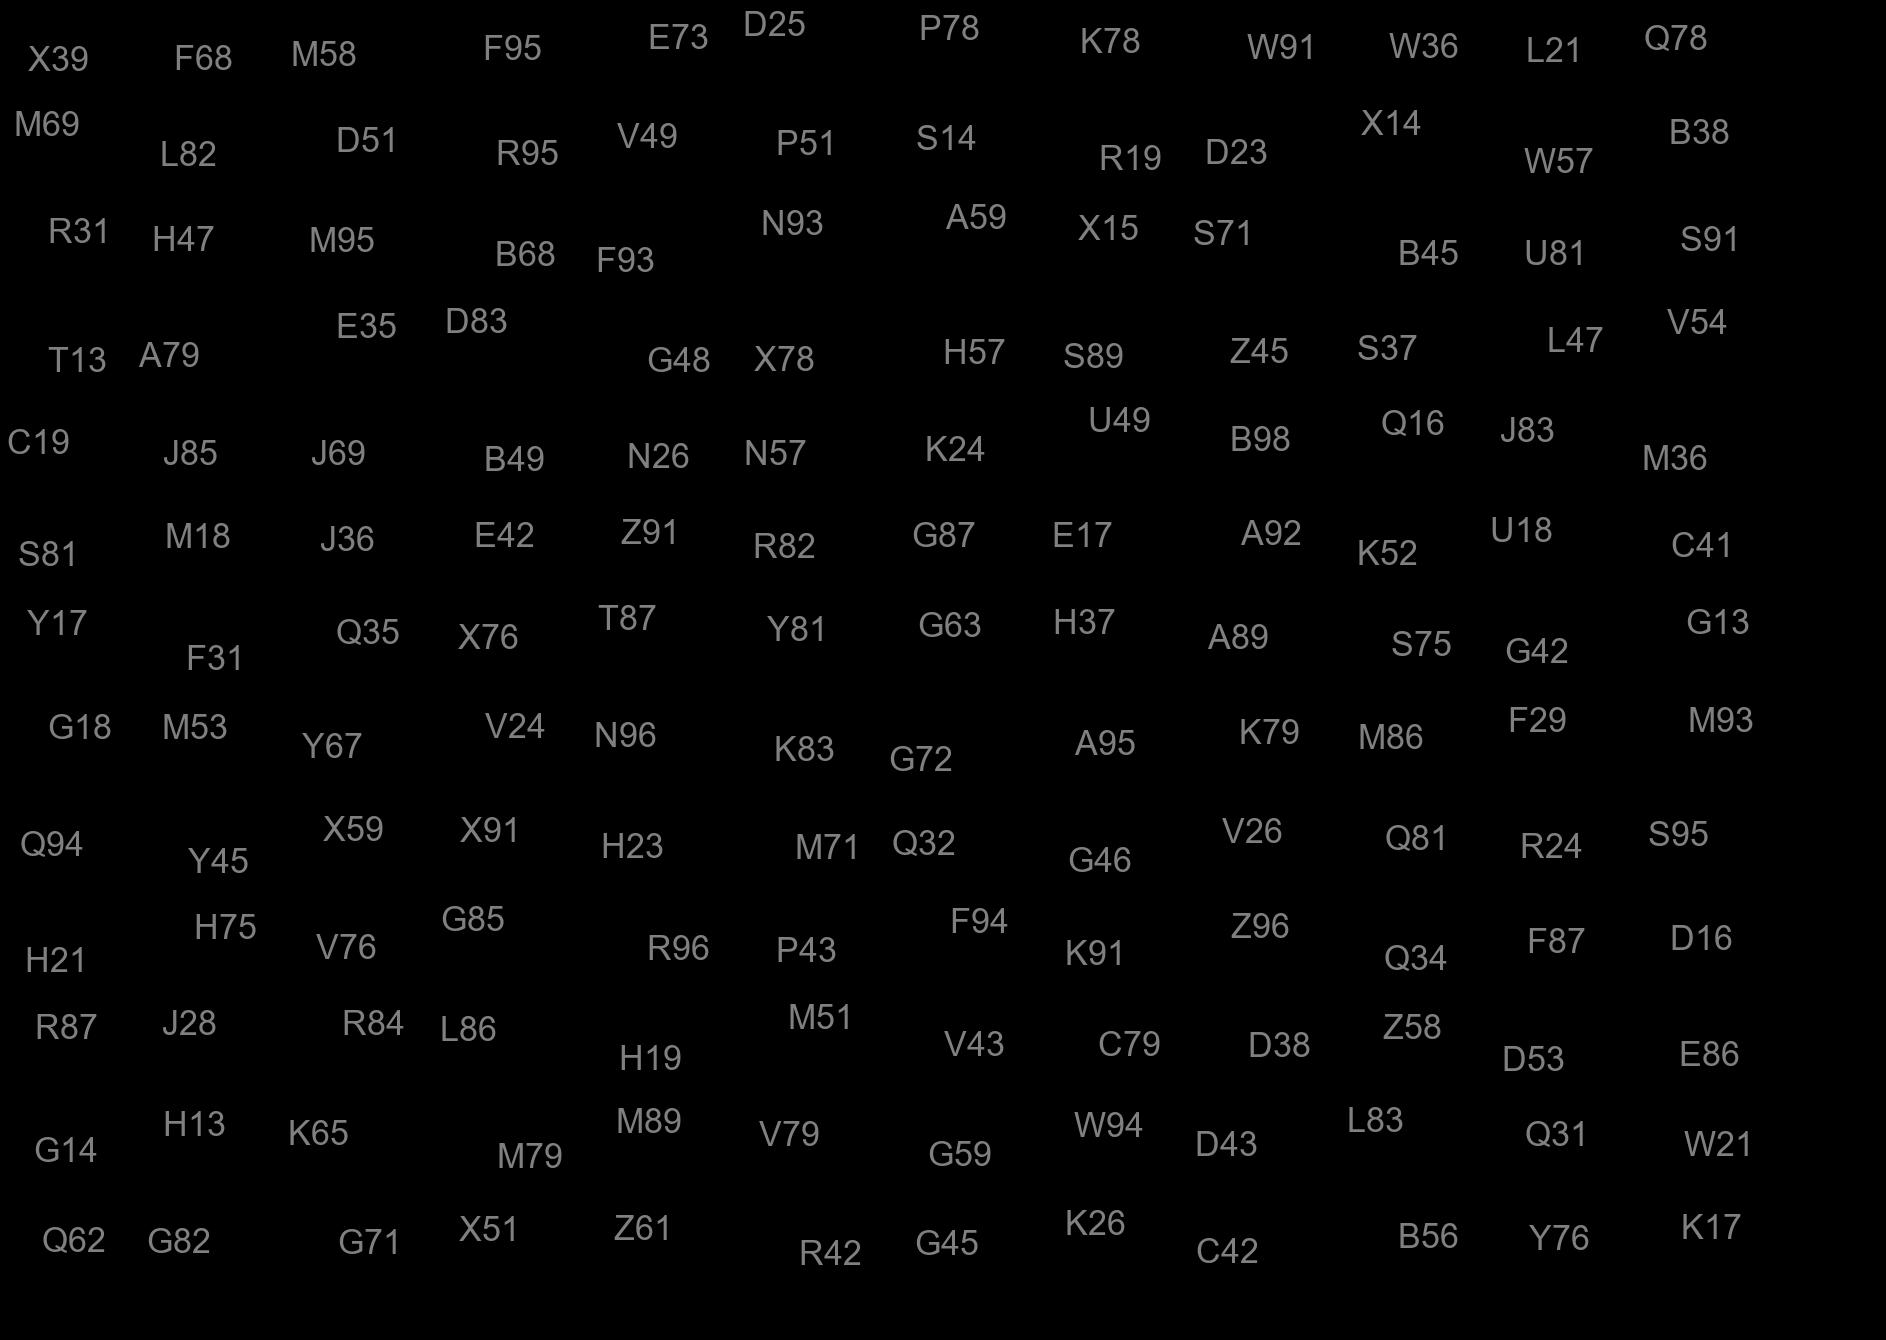 X39 F68 M58 F95 E73 D25 P78 K78 W91 W36 L21 Q78
M69 L82 D51 R95 V49 P51 S14 R19 D23 X14 W57 B38
R31 H47 M95 B68 F93 N93 A59 X15 S71 B45 U81 S91
T13 A79 E35 D83 G48 X78 H57 S89 Z45 S37 L47 V54
C19 J85 J69 B49 N26 N57 K24 U49 B98 Q16 J83 M36
S81 M18 J36 E42 Z91 R82 G87 E17 A92 K52 U18 C41
Y17 F31 Q35 X76 T87 Y81 G63 H37 A89 S75 G42 G13
G18 M53 Y67 V24 N96 K83 G72 A95 K79 M86 F29 M93
Q94 Y45 X59 X91 H23 M71 Q32 G46 V26 Q81 R24 S95
H21 H75 V76 G85 R96 P43 F94 K91 Z96 Q34 F87 D16
R87 J28 R84 L86 H19 M51 V43 C79 D38 Z58 D53 E86
G14 H13 K65 M79 M89 V79 G59 W94 D43 L83 Q31 W21
Q62 G82 G71 X51 Z61 R42 G45 K26 C42 B56 Y76 K17